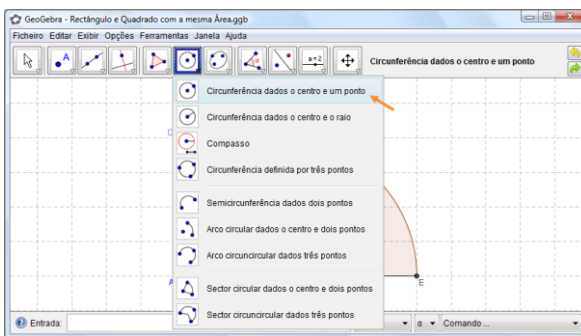 GeoGebra - Rectângulo e Quadrado com a mesma Área.ggb
Ficheiro Editar Exibir Opções Ferramentas Janela Ajuda
A
a=2
Circunferência dados o centro e um ponto
Circunferência dados o centro e um ponto
Circunferência dados o centro e o raio
Compasso
Circunferência definida por três pontos
Semicircunferência dados dois pontos
Arco circular dados o centro e dois pontos
Arco circuncircular dados três pontos
Sector circular dados o centro e dois pontos
Sector circuncircular dados três pontos
D
A
E
Entrada:
α
Comando ...